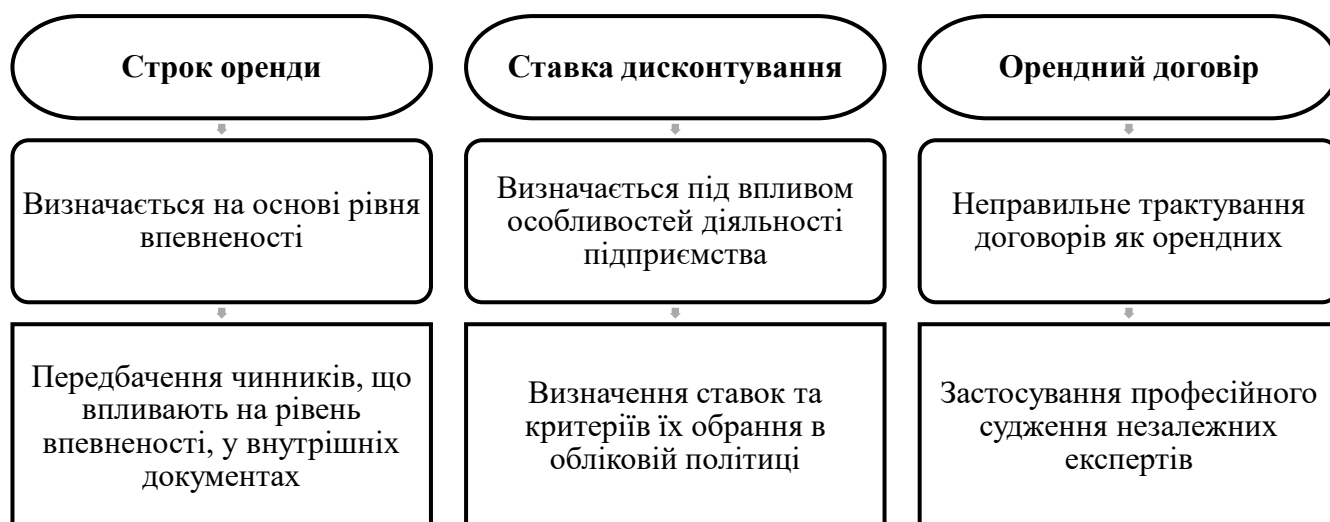 Строк оренди
Визначається на основі рівня
впевненості
Передбачення чинників, що
впливають на рівень
впевненості, у внутрішніх
документах
Ставка дисконтування
Визначається під впливом
особливостей діяльності
підприємства
Визначення ставок та
критеріїв їх обрання в
обліковій політиці
Орендний договір
Неправильне трактування
договорів як орендних
Застосування професійного
судження незалежних
експертів